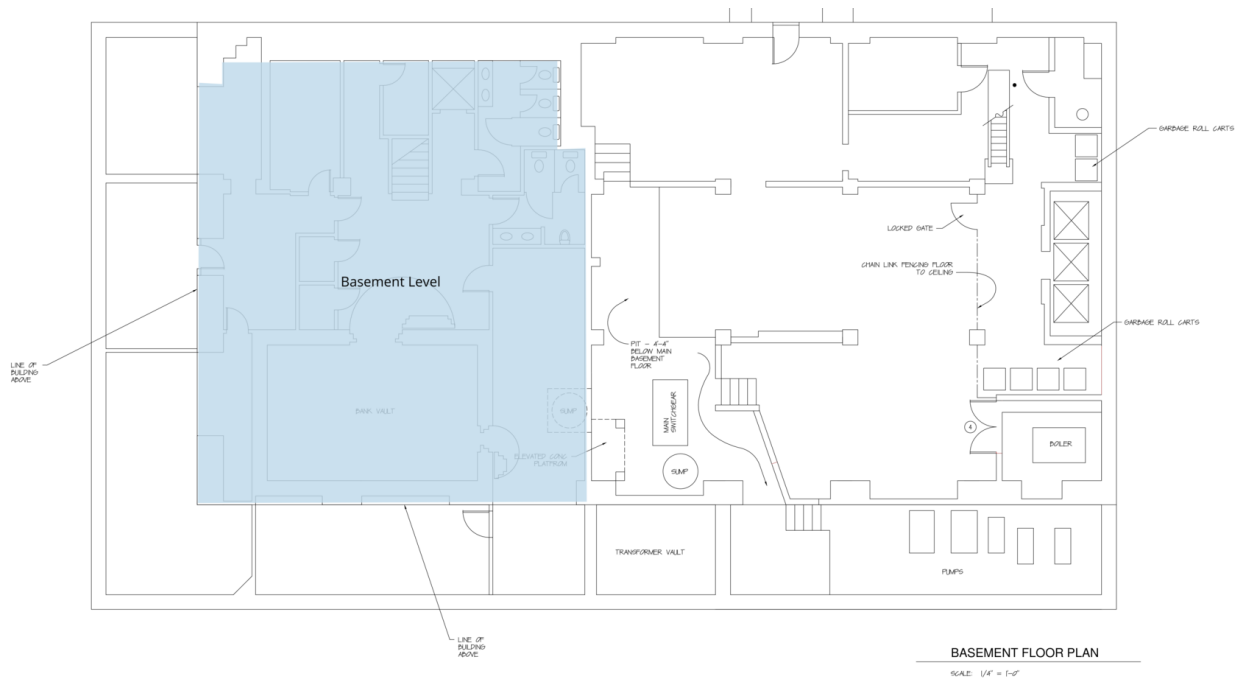 GARBAGE ROLL CARTS
LOCKED GATE
CHAIN LINK FENCING FLOOR
TO CEILING
Basement Level
GARBAGE ROLL CARTS
PIT - 4'-4"
BELOW MAIN
BASEMENT
FLOOR
LINE OF
BUILDING
ABOVE
MAIN
SWITCHGEAR
BANK VAULT
SUMP
4
BOILER
ELEVATED CONC
PLATFROM
SUMP
TRANSFORMER VAULT
PUMPS
LINE OF
BUILDING
ABOVE
BASEMENT FLOOR PLAN
SCALE: 1/4" = 1'-0"